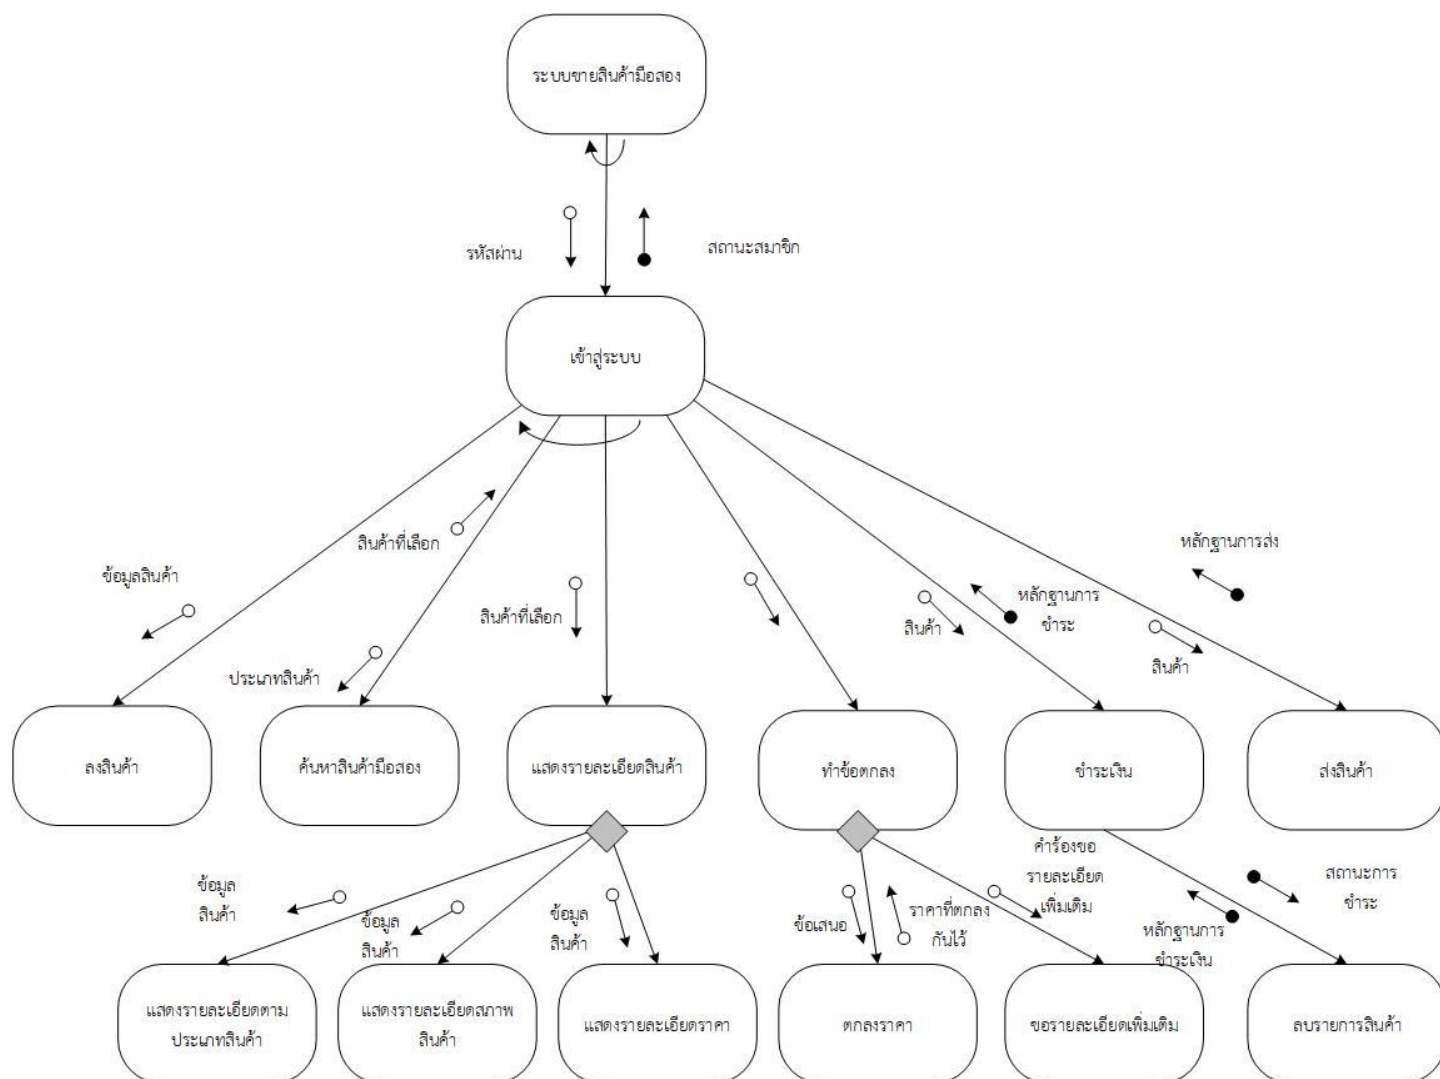 ระบบขายสินค้ามือสอง
รหัสผ่าน
สถานะสมาชิก
เข้าสู่ระบบ
สินค้าที่เลือก
หลักฐานการส่ง
ข้อมูลสินค้า
สินค้าที่เลือก
สินค้า
หลักฐานการ
ชำระ
ประเภทสินค้า
สินค้า
ลงสินค้า
ค้นหาสินค้ามือสอง
แสดงรายละเอียดสินค้า
ทำข้อตกลง
ชำระเงิน
ส่งสินค้า
ข้อมูล
สินค้า
ข้อมูล
สินค้า
ข้อมูล
สินค้า
ข้อเสนอ
ราคาที่ตกลง
กันไว้
คำร้องขอ
รายละเอียด
เพิ่มเติม
หลักฐานการ
ชำระเงิน
สถานะการ
ชำระ
แสดงรายละเอียดตาม
ประเภทสินค้า
แสดงรายละเอียดสภาพ
สินค้า
แสดงรายละเอียดราคา
ตกลงราคา
ขอรายละเอียดเพิ่มเติม
ลบรายการสินค้า